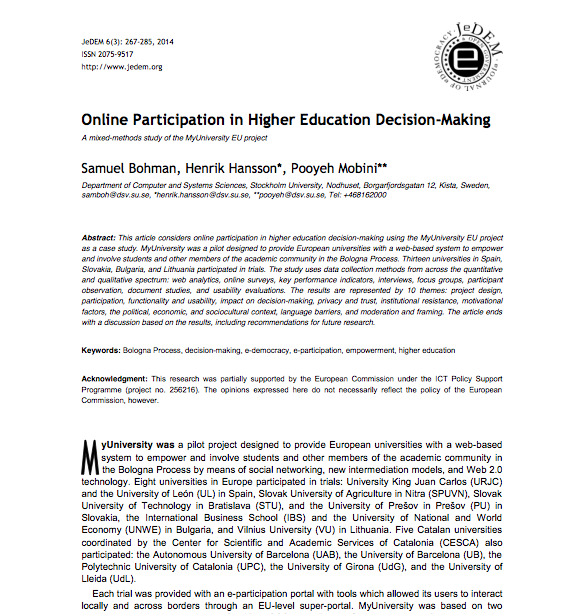 JeDEM 6(3): 267-285, 2014
ISSN 2075-9517
http://www.jedem.org
JeDEM
e
eJOURNAL OF eDEMOCRACY & OPEN GOVERNMENT
Online Participation in Higher Education Decision-Making
A mixed-methods study of the MyUniversity EU project
Samuel Bohman, Henrik Hansson*, Pooyeh Mobini**
Department of Computer and Systems Sciences, Stockholm University, Nodhuset, Borgarfjordsgatan 12, Kista, Sweden,
samboh@dsv.su.se, *henrik.hansson@dsv.su.se, **pooyeh@dsv.su.se, Tel: +468162000
Abstract: This article considers online participation in higher education decision-making using the MyUniversity EU project
as a case study. MyUniversity was a pilot designed to provide European universities with a web-based system to empower
and involve students and other members of the academic community in the Bologna Process. Thirteen universities in Spain,
Slovakia, Bulgaria, and Lithuania participated in trials. The study uses data collection methods from across the quantitative
and qualitative spectrum: web analytics, online surveys, key performance indicators, interviews, focus groups, participant
observation, document studies, and usability evaluations. The results are represented by 10 themes: project design,
participation, functionality and usability, impact on decision-making, privacy and trust, institutional resistance, motivational
factors, the political, economic, and sociocultural context, language barriers, and moderation and framing. The article ends
with a discussion based on the results, including recommendations for future research.
Keywords: Bologna Process, decision-making, e-democracy, e-participation, empowerment, higher education
Acknowledgment: This research was partially supported by the European Commission under the ICT Policy Support
Programme (project no. 256216). The opinions expressed here do not necessarily reflect the policy of the European
Commission, however.
MyUniversity was a pilot project designed to provide European universities with a web-based
system to empower and involve students and other members of the academic community in
the Bologna Process by means of social networking, new intermediation models, and Web 2.0
technology. Eight universities in Europe participated in trials: University King Juan Carlos (URJC)
and the University of León (UL) in Spain, Slovak University of Agriculture in Nitra (SPUVN), Slovak
University of Technology in Bratislava (STU), and the University of Prešov in Prešov (PU) in
Slovakia, the International Business School (IBS) and the University of National and World
Economy (UNWE) in Bulgaria, and Vilnius University (VU) in Lithuania. Five Catalan universities
coordinated by the Center for Scientific and Academic Services of Catalonia (CESCA) also
participated: the Autonomous University of Barcelona (UAB), the University of Barcelona (UB), the
Polytechnic University of Catalonia (UPC), the University of Girona (UdG), and the University of
Lleida (UdL).
Each trial was provided with an e-participation portal with tools which allowed its users to interact
locally and across borders through an EU-level super-portal. MyUniversity was based on two